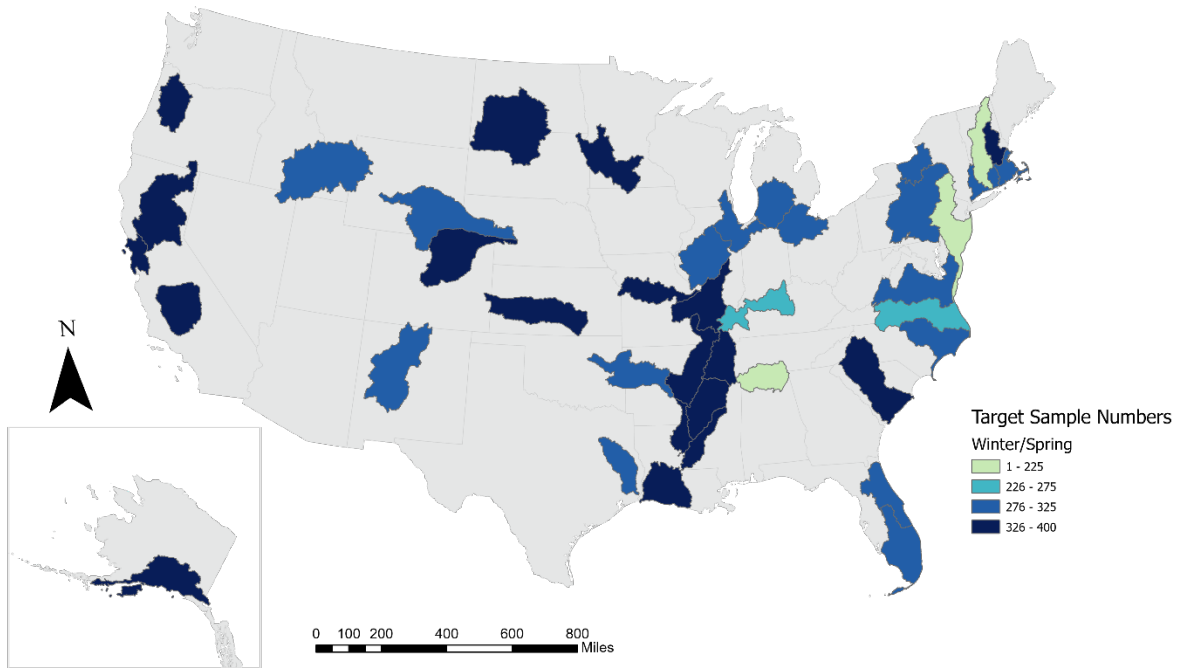 N
Target Sample Numbers
Winter/Spring
1 - 225
226 - 275
276 - 325
326 - 400
0 100 200 400 600 800
Miles